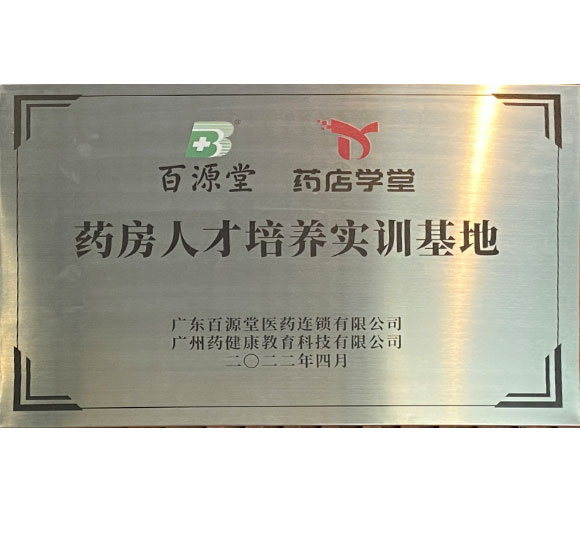 B ®
百源堂 药店学堂
药房人才培养实训基地
广东百源堂医药连锁有限公司
广州药健康教育科技有限公司
二〇二二年四月